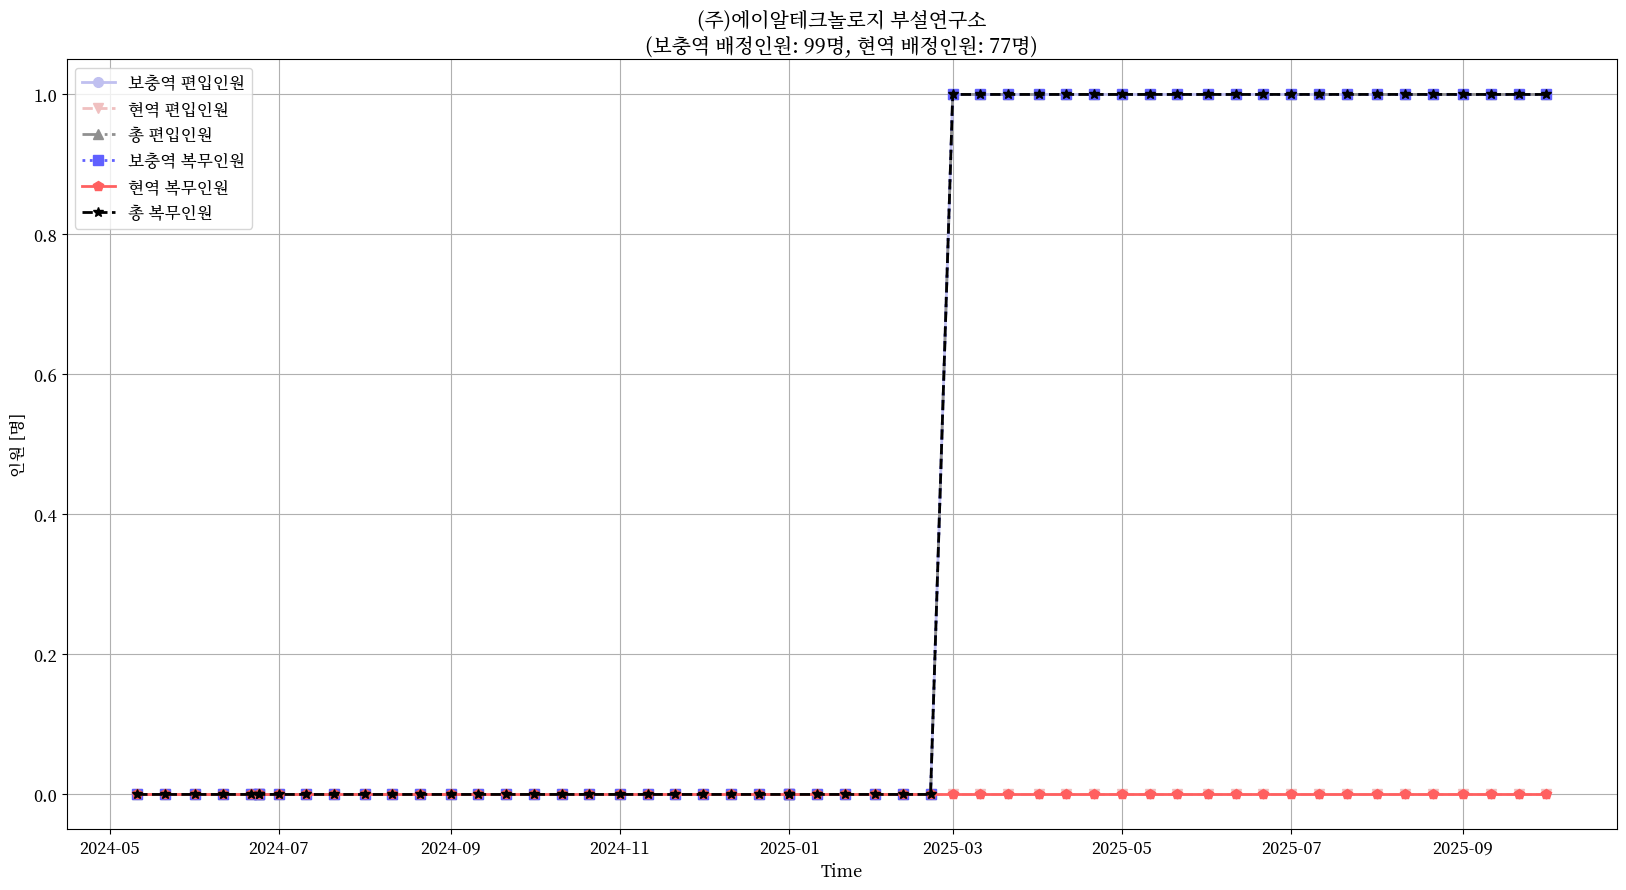 (주)에이알테크놀로지 부설연구소
(보충역 배정인원: 99명, 현역 배정인원: 77명)
보충역 편입인원
현역 편입인원
총 편입인원
보충역 복무인원
현역 복무인원
총 복무인원
1.0
0.8
0.6
0.4
0.2
0.0
인원 [명]
2024-05 2024-07 2024-09 2024-11 2025-01 2025-03 2025-05 2025-07 2025-09
Time